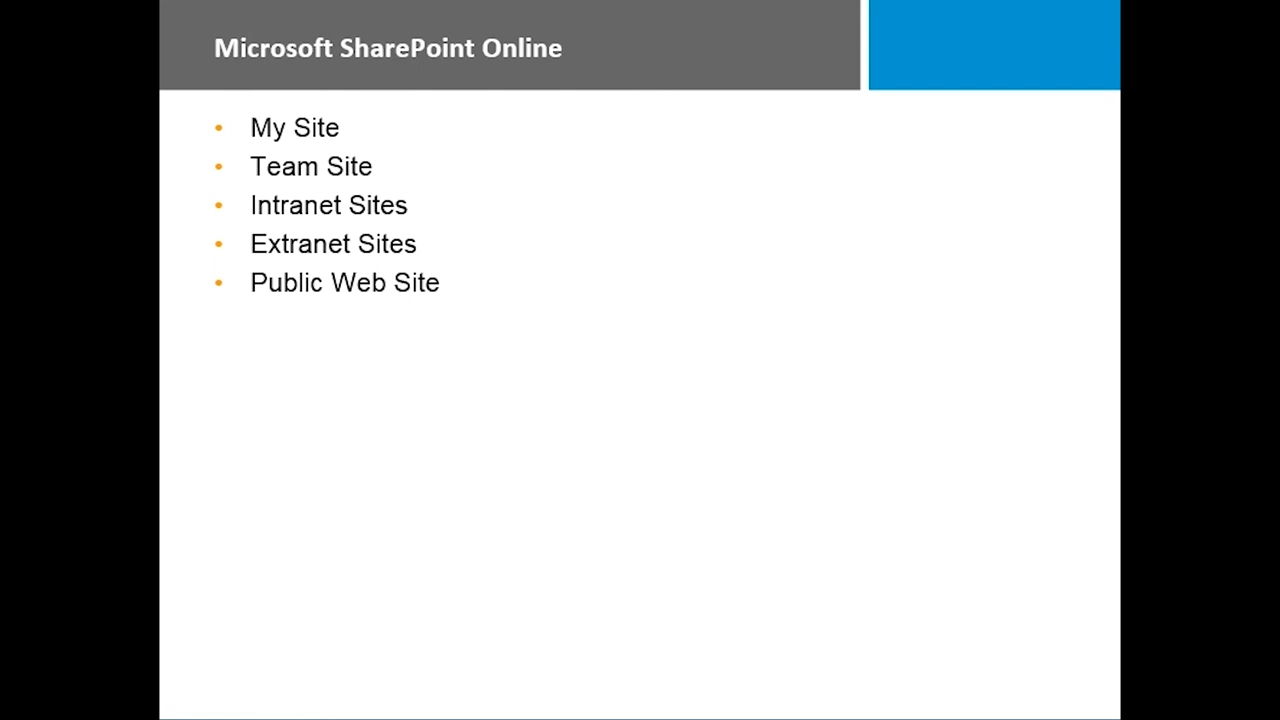 Microsoft SharePoint Online
• My Site
• Team Site
• Intranet Sites
• Extranet Sites
• Public Web Site